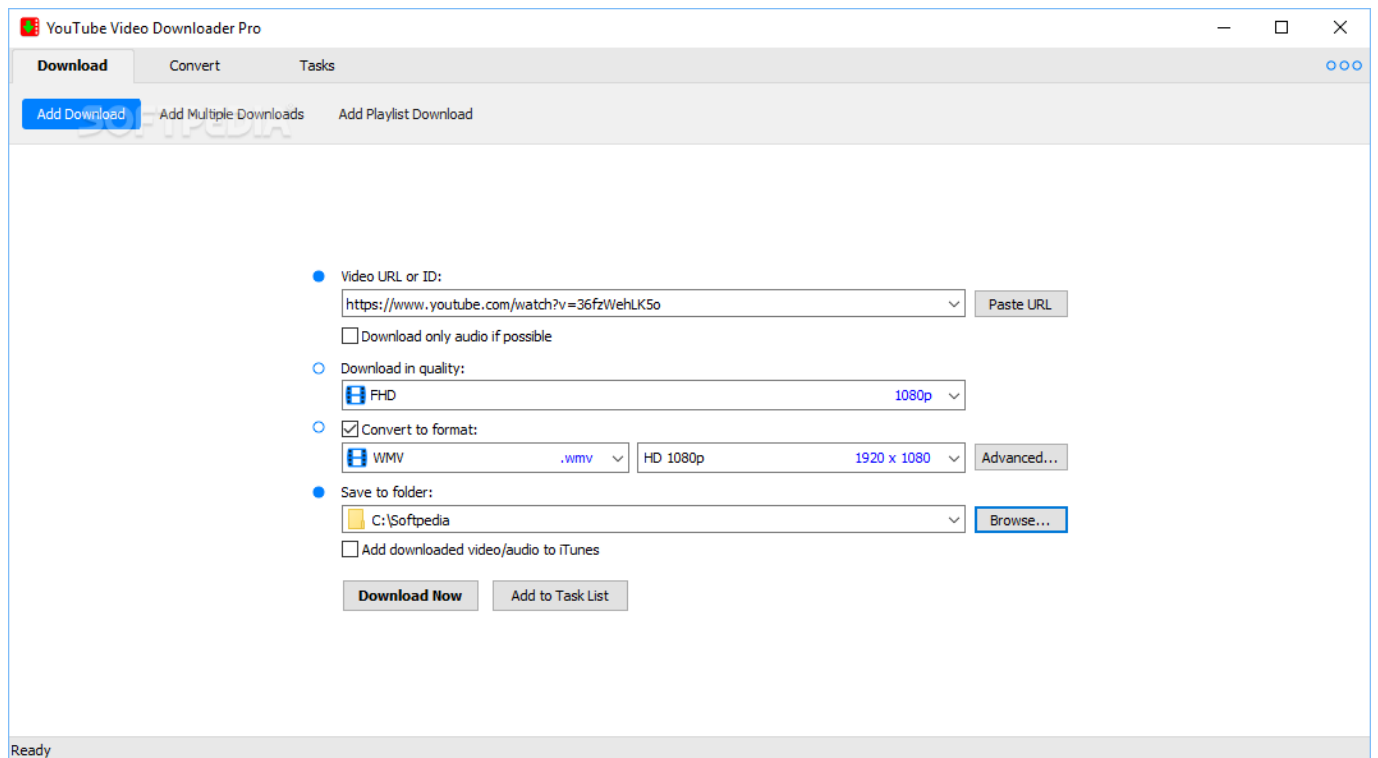 YouTube Video Downloader Pro
Download Convert Tasks
Add Download Add Multiple Downloads Add Playlist Download
SOFTPEDIA
Video URL or ID:
https://www.youtube.com/watch?v=36fzWehLK5o Paste URL
Download only audio if possible
Download in quality:
FHD 1080p
Convert to format:
WMV .wmv HD 1080p 1920 x 1080 Advanced...
Save to folder:
C:\Softpedia Browse...
Add downloaded video/audio to iTunes
Download Now Add to Task List
Ready